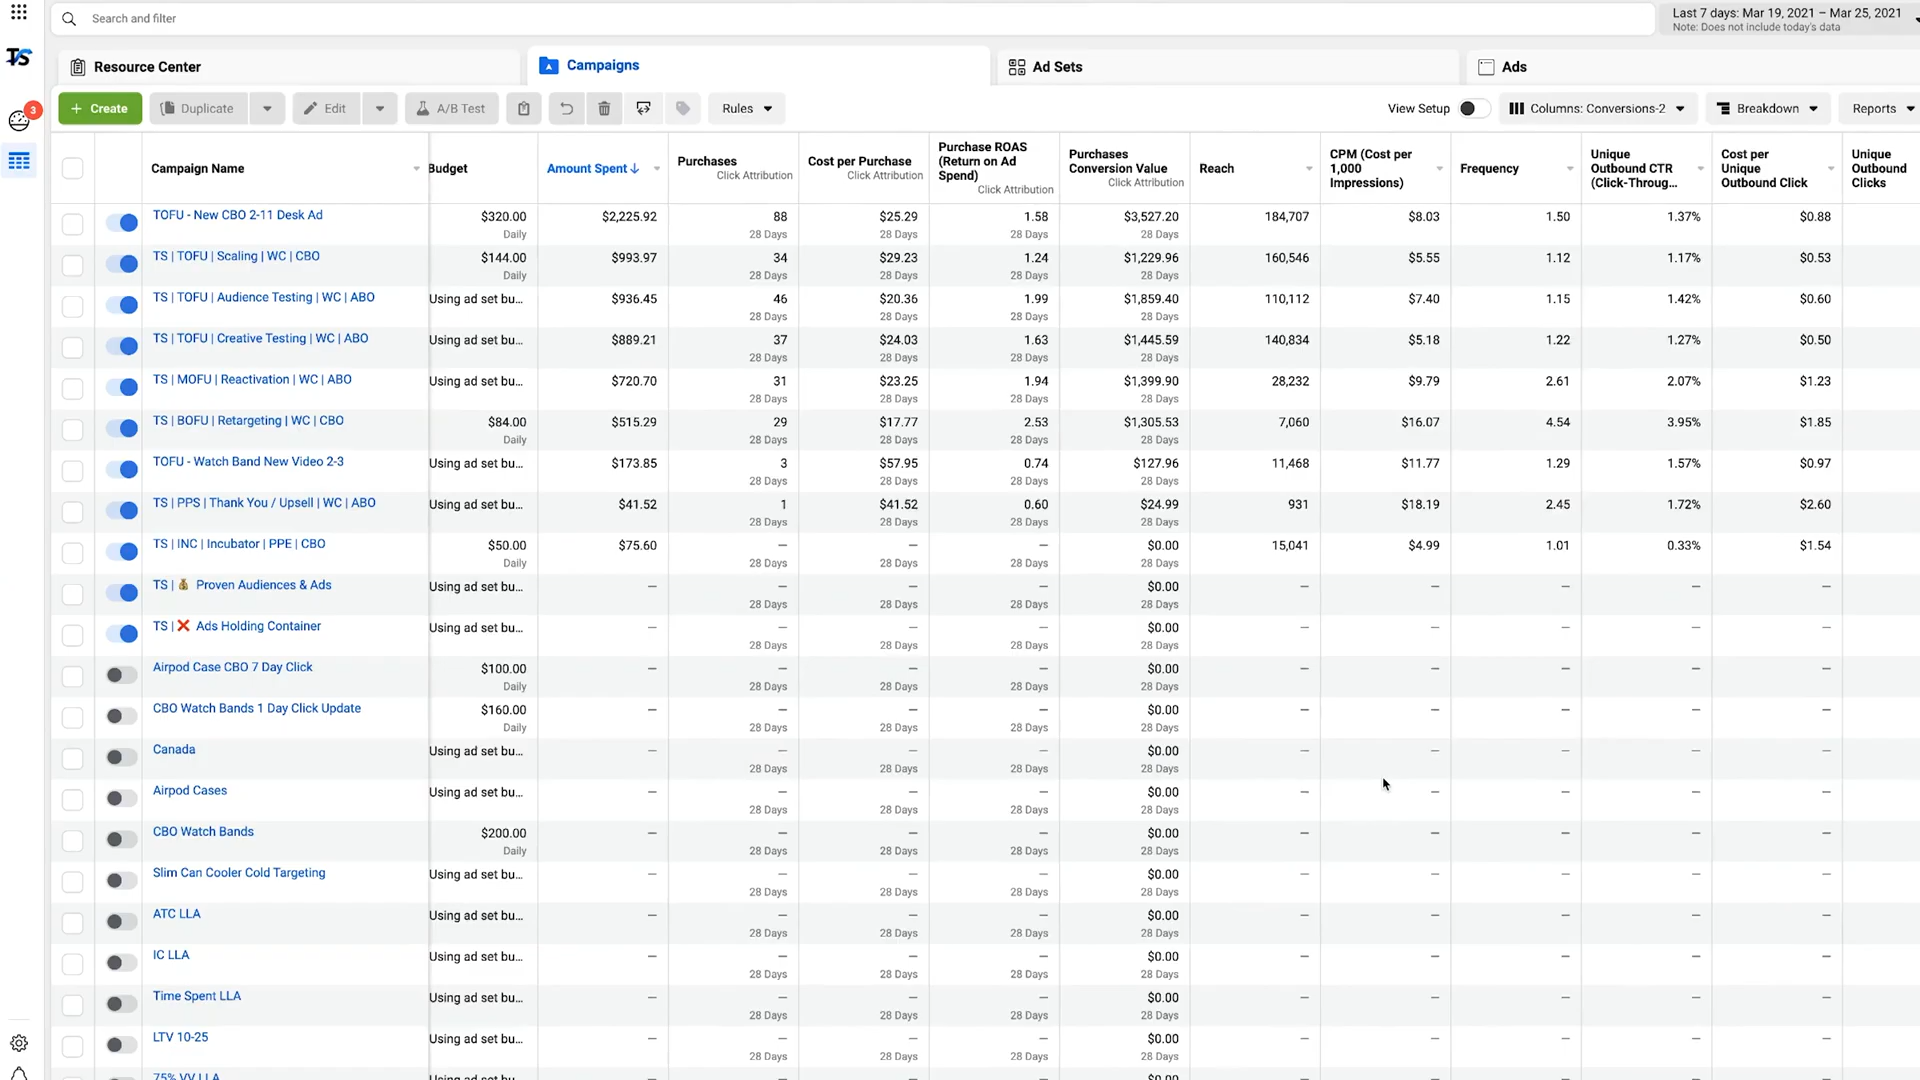 Search and filter
Last 7 days: Mar 19, 2021 – Mar 25, 2021
Note: Does not include today's data
TS
3
Resource Center
Campaigns
Ad Sets
Ads
+ Create
Duplicate
Edit
A/B Test
Rules
View Setup
Columns: Conversions-2
Breakdown
Reports
Campaign Name
Budget
Amount Spent ↓
Purchases
Click Attribution
Cost per Purchase
Click Attribution
Purchase ROAS
(Return on Ad
Spend)
Click Attribution
Purchases
Conversion Value
Click Attribution
Reach
CPM (Cost per
1,000
Impressions)
Frequency
Unique
Outbound CTR
(Click-Throug...
Cost per
Unique
Outbound Click
Unique
Outbound
Clicks
TOFU - New CBO 2-11 Desk Ad $320.00 $2,225.92 88 $25.29 1.58 $3,527.20 184,707 $8.03 1.50 1.37% $0.88
Daily 28 Days 28 Days 28 Days 28 Days
TS | TOFU | Scaling | WC | CBO $144.00 $993.97 34 $29.23 1.24 $1,229.96 160,546 $5.55 1.12 1.17% $0.53
Daily 28 Days 28 Days 28 Days 28 Days
TS | TOFU | Audience Testing | WC | ABO Using ad set bu... $936.45 46 $20.36 1.99 $1,859.40 110,112 $7.40 1.15 1.42% $0.60
28 Days 28 Days 28 Days 28 Days
TS | TOFU | Creative Testing | WC | ABO Using ad set bu... $889.21 37 $24.03 1.63 $1,445.59 140,834 $5.18 1.22 1.27% $0.50
28 Days 28 Days 28 Days 28 Days
TS | MOFU | Reactivation | WC | ABO Using ad set bu... $720.70 31 $23.25 1.94 $1,399.90 28,232 $9.79 2.61 2.07% $1.23
28 Days 28 Days 28 Days 28 Days
TS | BOFU | Retargeting | WC | CBO $84.00 $515.29 29 $17.77 2.53 $1,305.53 7,060 $16.07 4.54 3.95% $1.85
Daily 28 Days 28 Days 28 Days 28 Days
TOFU - Watch Band New Video 2-3 Using ad set bu... $173.85 3 $57.95 0.74 $127.96 11,468 $11.77 1.29 1.57% $0.97
28 Days 28 Days 28 Days 28 Days
TS | PPS | Thank You / Upsell | WC | ABO Using ad set bu... $41.52 1 $41.52 0.60 $24.99 931 $18.19 2.45 1.72% $2.60
28 Days 28 Days 28 Days 28 Days
TS | INC | Incubator | PPE | CBO $50.00 $75.60 — — — $0.00 15,041 $4.99 1.01 0.33% $1.54
Daily 28 Days 28 Days 28 Days 28 Days
TS | 💰 Proven Audiences & Ads Using ad set bu... — — — — $0.00 — — — — —
28 Days 28 Days 28 Days 28 Days
TS | ❌ Ads Holding Container Using ad set bu... — — — — $0.00 — — — — —
28 Days 28 Days 28 Days 28 Days
Airpod Case CBO 7 Day Click $100.00 — — — — $0.00 — — — — —
Daily 28 Days 28 Days 28 Days 28 Days
CBO Watch Bands 1 Day Click Update $160.00 — — — — $0.00 — — — — —
Daily 28 Days 28 Days 28 Days 28 Days
Canada Using ad set bu... — — — — $0.00 — — — — —
28 Days 28 Days 28 Days 28 Days
Airpod Cases Using ad set bu... — — — — $0.00 — — — — —
28 Days 28 Days 28 Days 28 Days
CBO Watch Bands $200.00 — — — — $0.00 — — — — —
Daily 28 Days 28 Days 28 Days 28 Days
Slim Can Cooler Cold Targeting Using ad set bu... — — — — $0.00 — — — — —
28 Days 28 Days 28 Days 28 Days
ATC LLA Using ad set bu... — — — — $0.00 — — — — —
28 Days 28 Days 28 Days 28 Days
IC LLA Using ad set bu... — — — — $0.00 — — — — —
28 Days 28 Days 28 Days 28 Days
Time Spent LLA Using ad set bu... — — — — $0.00 — — — — —
28 Days 28 Days 28 Days 28 Days
LTV 10-25 Using ad set bu... — — — — $0.00 — — — — —
28 Days 28 Days 28 Days 28 Days
75% VV LLA Using ad set bu... $0.00